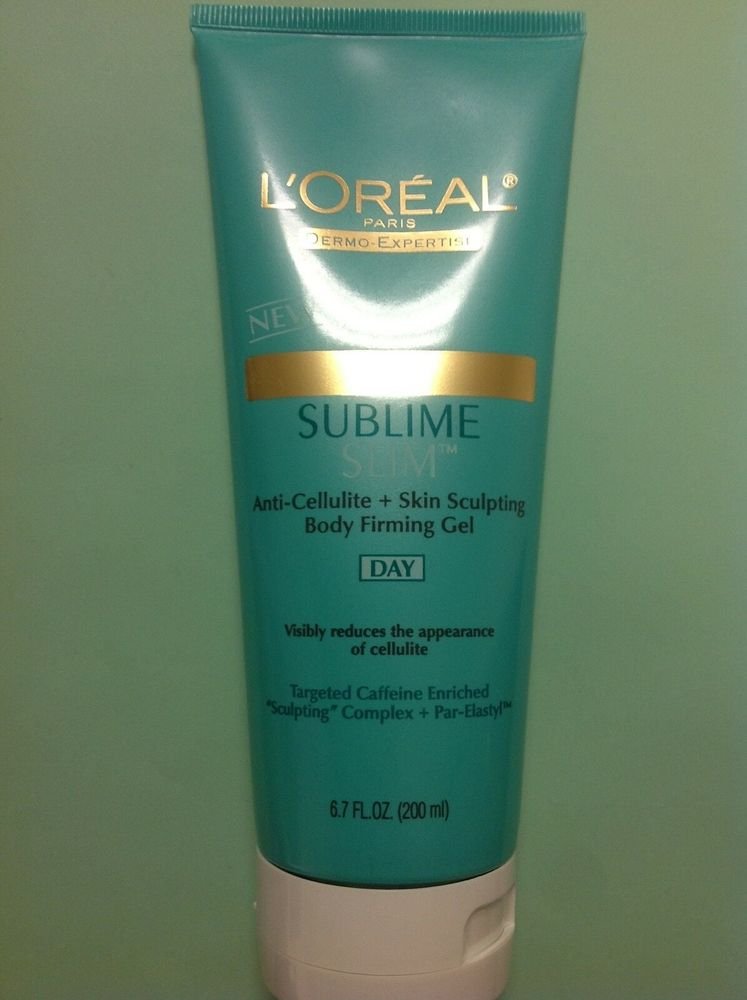 L'ORÉAL®
PARIS
DERMO-EXPERTISE
NEW
SUBLIME
SLIM™
Anti-Cellulite + Skin Sculpting
Body Firming Gel
DAY
Visibly reduces the appearance
of cellulite
Targeted Caffeine Enriched
"Sculpting" Complex + Par-Elastyl™
6.7 FL.OZ. (200 ml)